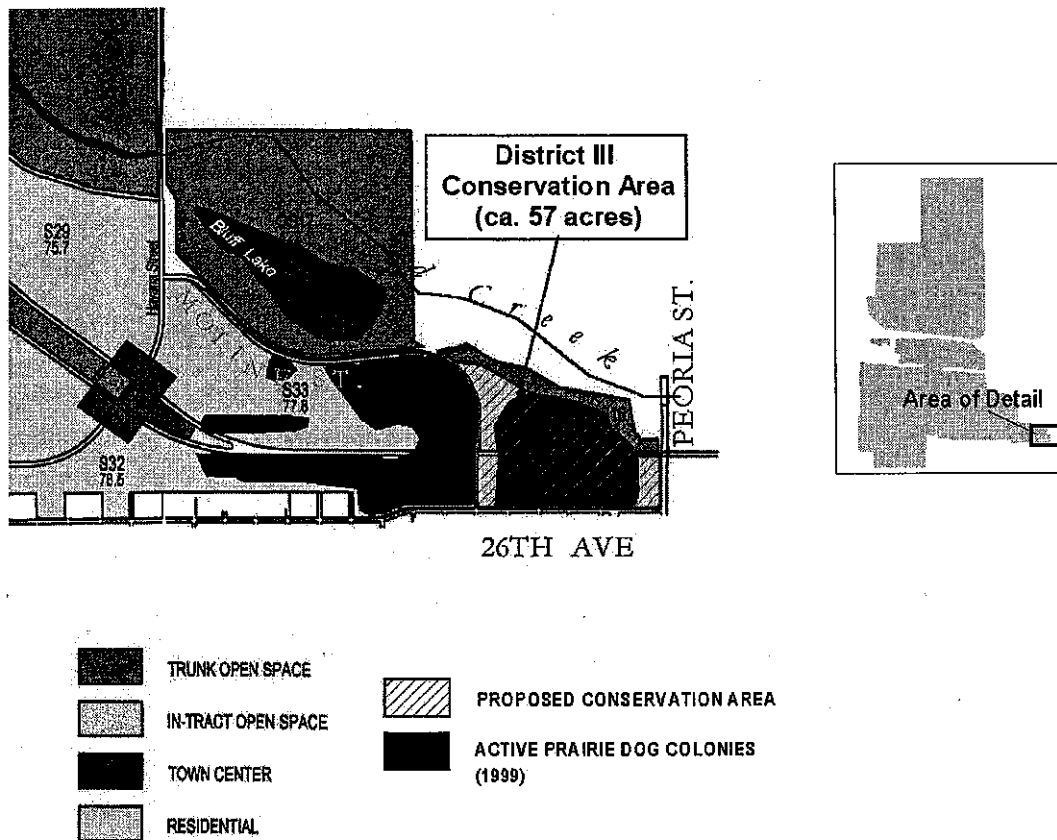 District III
Conservation Area
(ca. 57 acres)
S29
75.7
Bluff Lake
d Creek
PEORIA ST.
Area of Detail
S33
77.8
S32
78.5
26TH AVE
TRUNK OPEN SPACE
IN-TRACT OPEN SPACE
TOWN CENTER
RESIDENTIAL
PROPOSED CONSERVATION AREA
ACTIVE PRAIRIE DOG COLONIES
(1999)